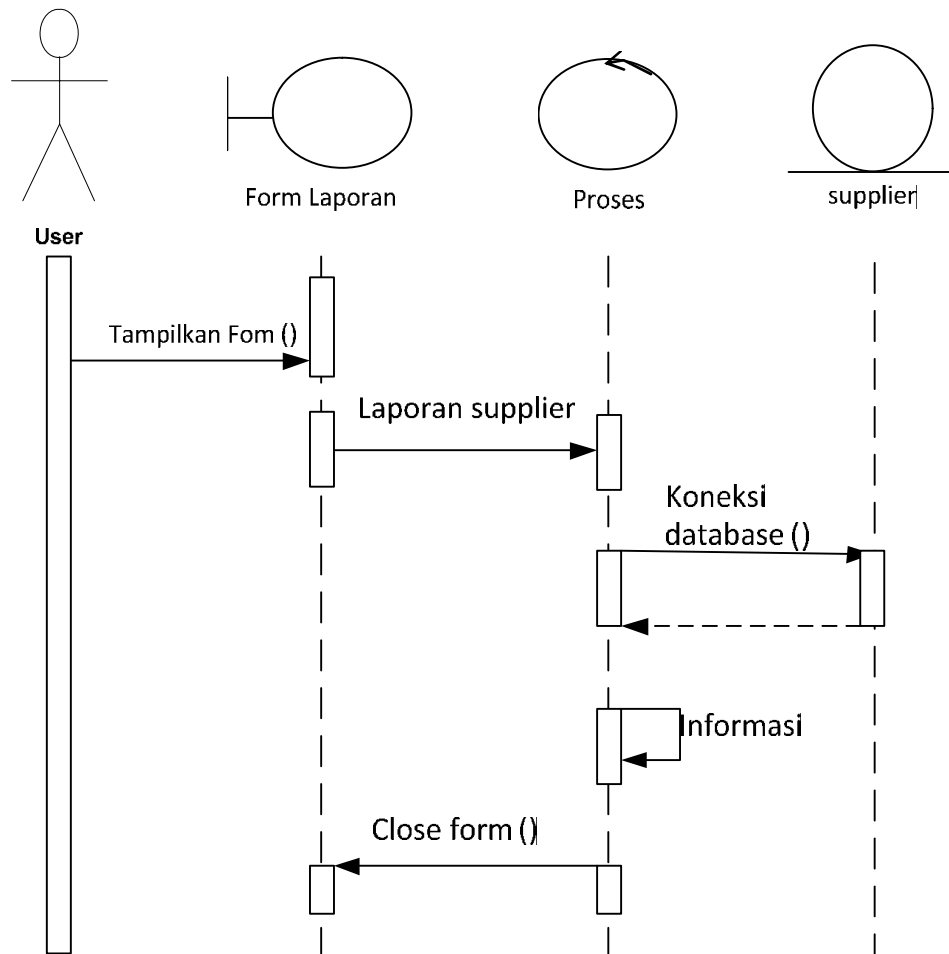 Form Laporan
Proses
supplier
User
Tampilkan Fom ()
Laporan supplier
Koneksi
database ()
Informasi
Close form ()